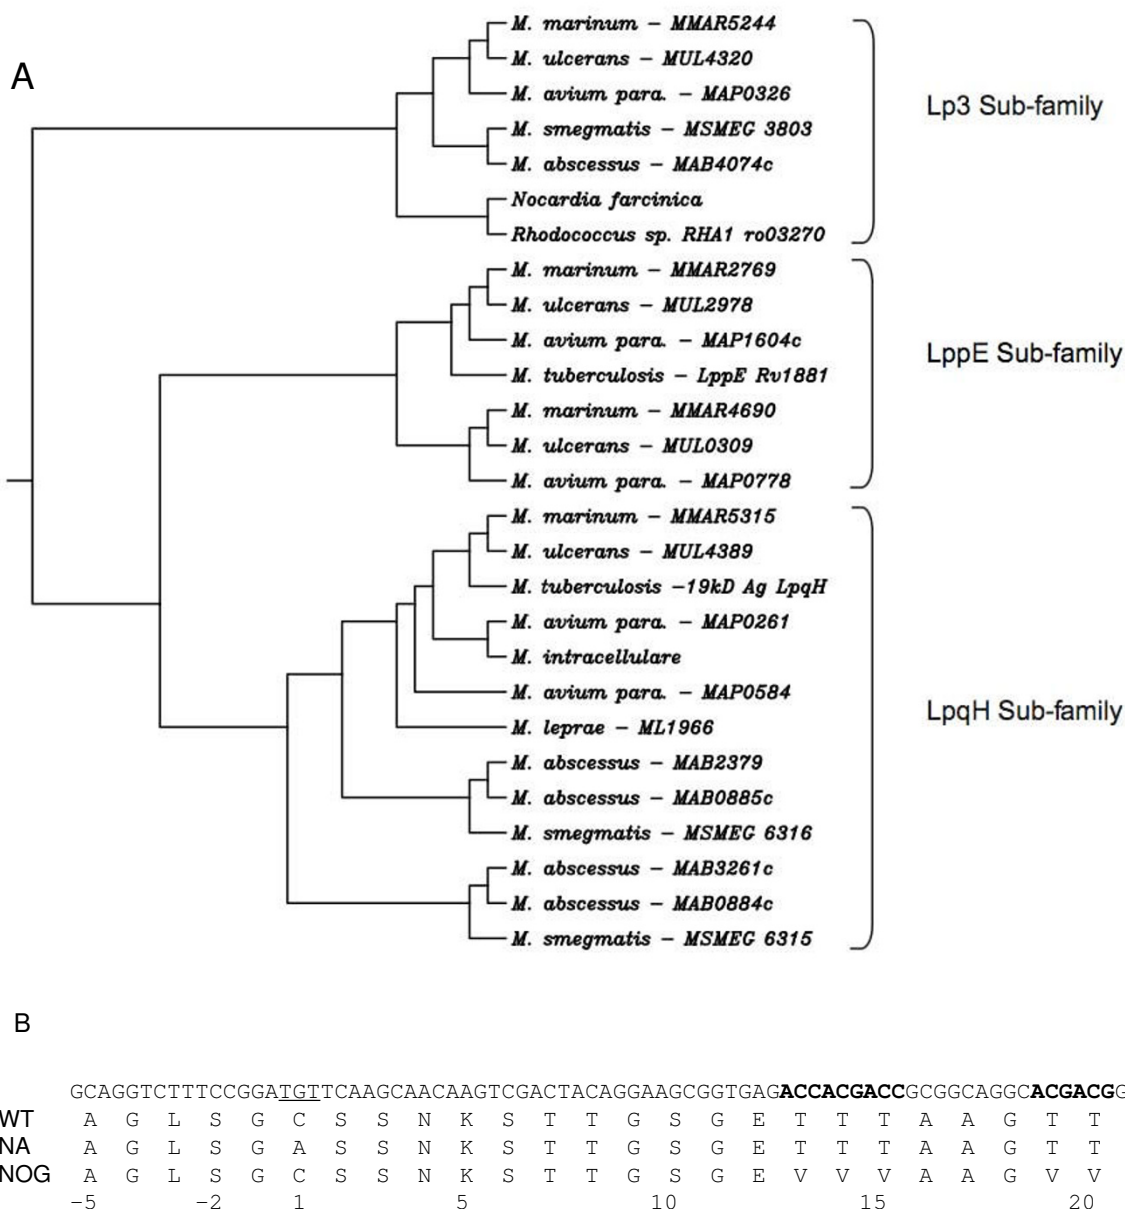 A
M. marinum – MMAR5244
M. ulcerans – MUL4320
M. avium para. – MAP0326
M. smegmatis – MSMEG 3803
M. abscessus – MAB4074c
Nocardia farcinica
Rhodococcus sp. RHA1 ro03270
Lp3 Sub-family
M. marinum – MMAR2769
M. ulcerans – MUL2978
M. avium para. – MAP1604c
M. tuberculosis – LppE Rv1881
M. marinum – MMAR4690
M. ulcerans – MUL0309
M. avium para. – MAP0778
LppE Sub-family
M. marinum – MMAR5315
M. ulcerans – MUL4389
M. tuberculosis –19kD Ag LpqH
M. avium para. – MAP0261
M. intracellulare
M. avium para. – MAP0584
M. leprae – ML1966
M. abscessus – MAB2379
M. abscessus – MAB0885c
M. smegmatis – MSMEG 6316
M. abscessus – MAB3261c
M. abscessus – MAB0884c
M. smegmatis – MSMEG 6315
LpqH Sub-family
B
GCAGGTCTTTCCGGATGTTCAAGCAACAAGTCGACTACAGGAAGCGGTGAGACCACGACCGCGGCAGGCACGACGG
WT A G L S G C S S N K S T T G S G E T T T A A G T T
NA A G L S G A S S N K S T T G S G E T T T A A G T T
NOG A G L S G C S S N K S T T G S G E V V V A A G V V
–5 –2 1 5 10 15 20